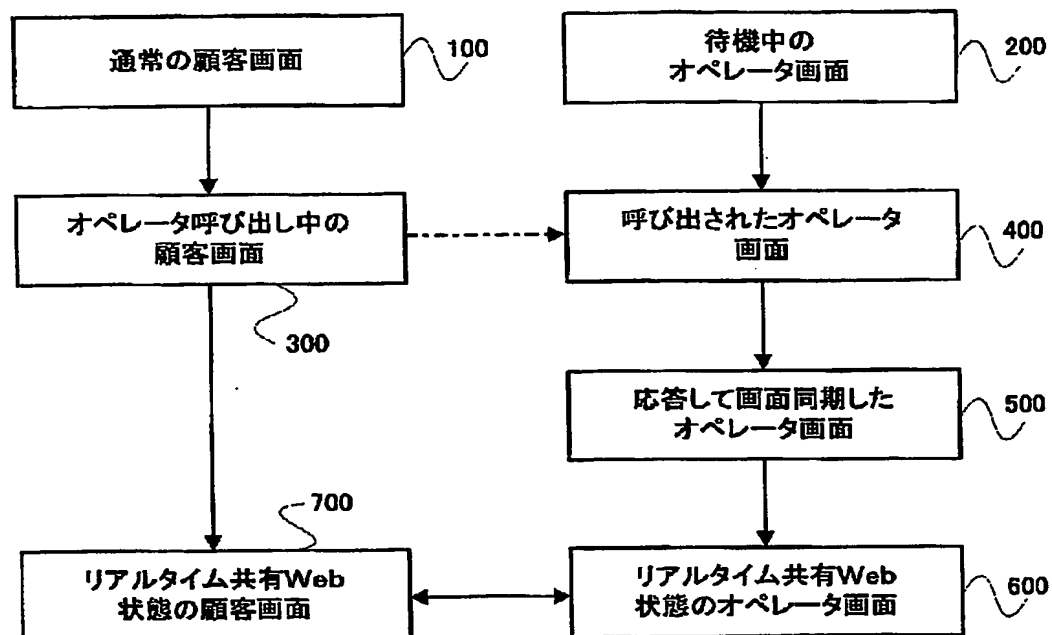 通常の顧客画面
100
待機中の
オペレータ画面
200
オペレータ呼び出し中の
顧客画面
300
呼び出されたオペレータ
画面
400
応答して画面同期した
オペレータ画面
500
700
リアルタイム共有Web
状態の顧客画面
リアルタイム共有Web
状態のオペレータ画面
600